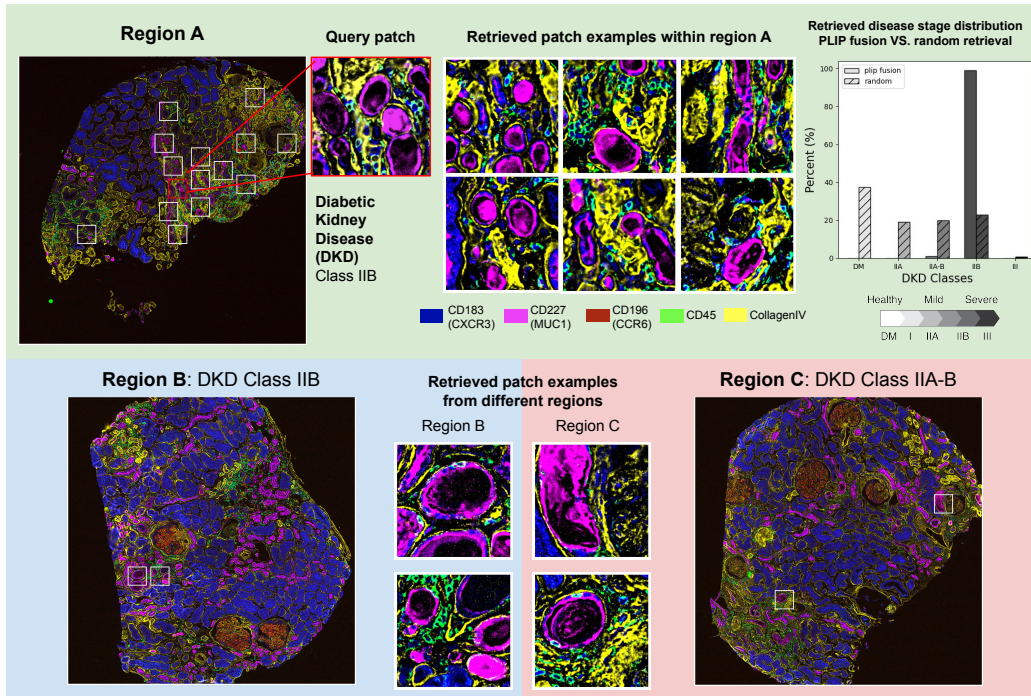 Region A
Query patch
Retrieved patch examples within region A
Retrieved disease stage distribution
PLIP fusion VS. random retrieval
Diabetic
Kidney
Disease
(DKD)
Class IIB
plip fusion
random
Percent (%)
100
80
60
40
20
0
DM
IIA
IIA-B
IIB
III
DKD Classes
CD183
(CXCR3)
CD227
(MUC1)
CD196
(CCR6)
CD45
CollagenIV
Healthy Mild Severe
DM I IIA IIB III
Region B: DKD Class IIB
Retrieved patch examples
from different regions
Region B
Region C
Region C: DKD Class IIA-B